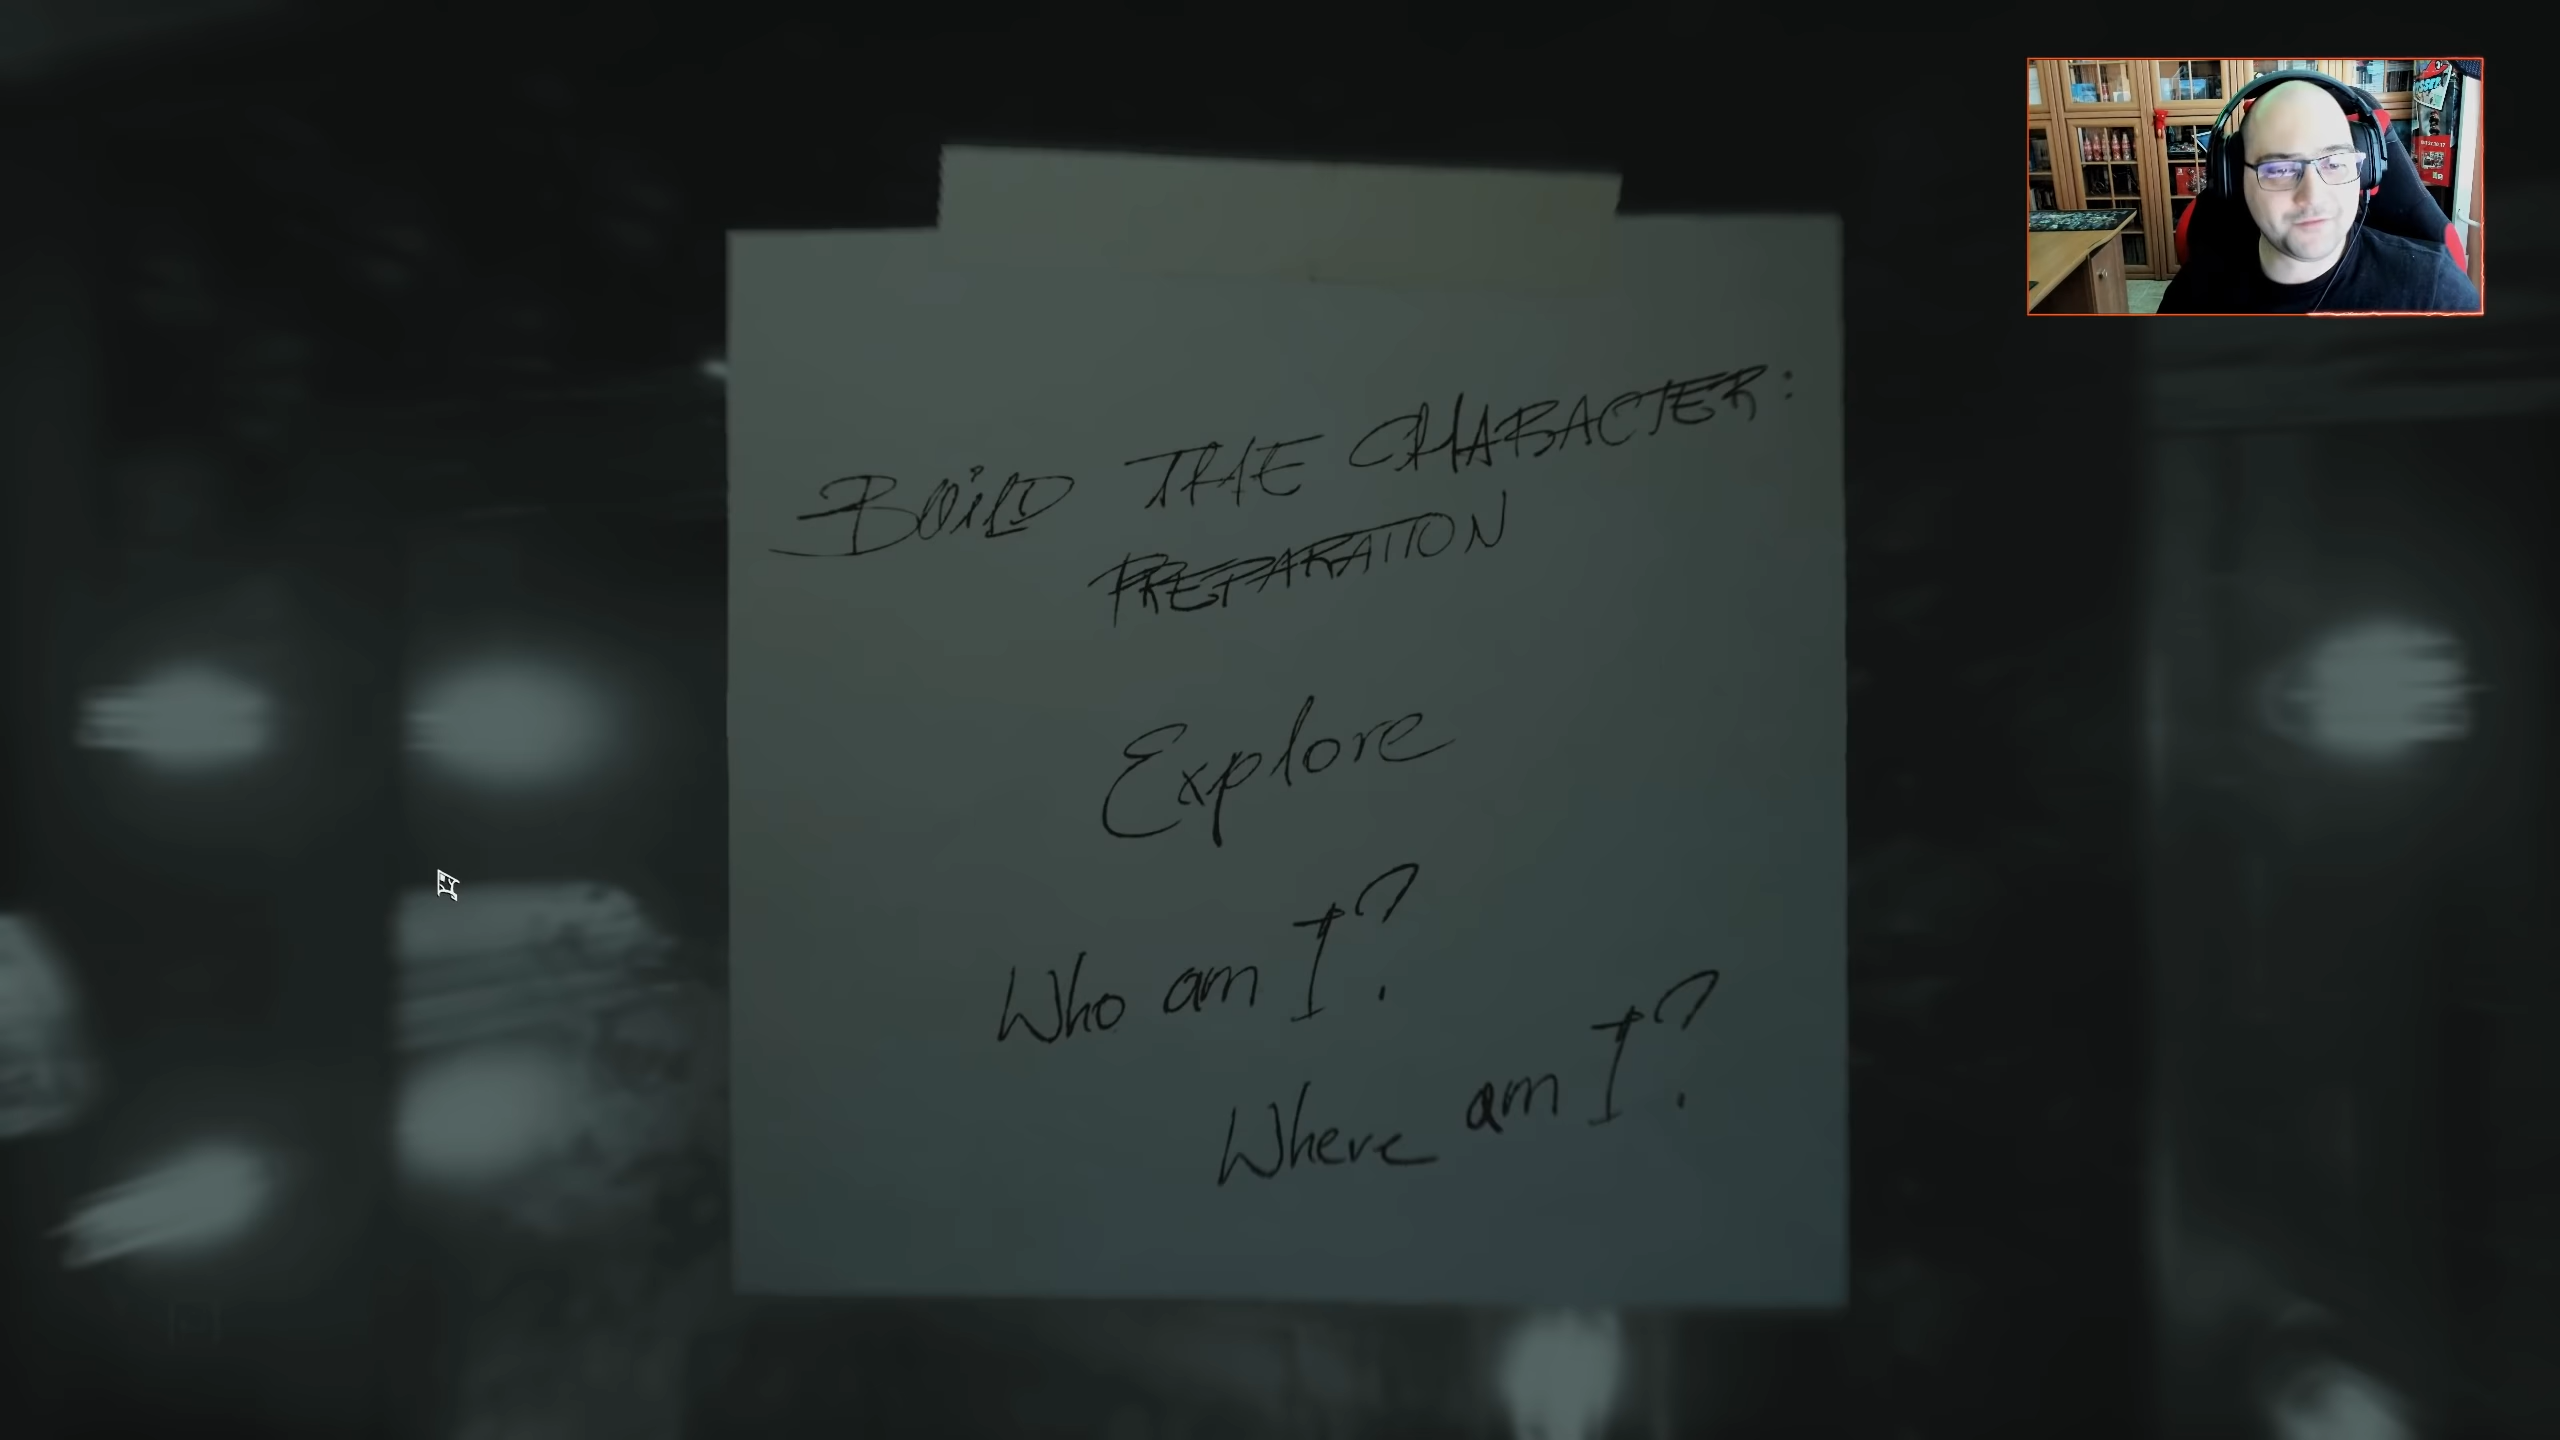 BUiLD THE CHARACTER:
PREPARATION
Explore
Who am I?
Where am I?